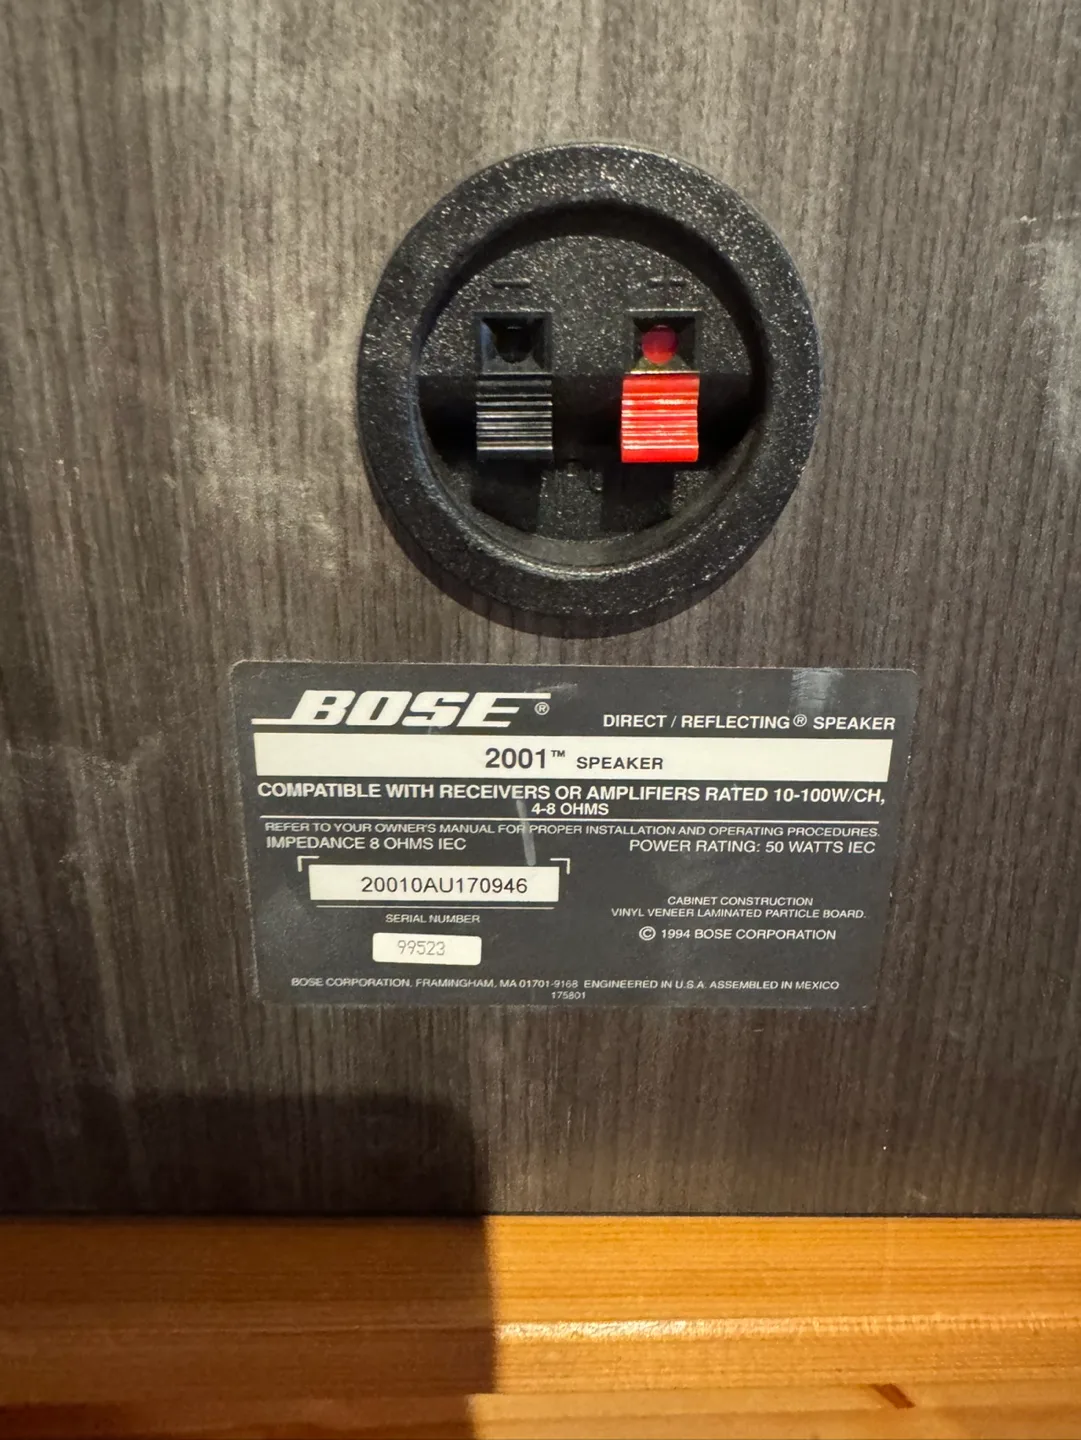 - +
BOSE® DIRECT / REFLECTING® SPEAKER
2001™ SPEAKER
COMPATIBLE WITH RECEIVERS OR AMPLIFIERS RATED 10-100W/CH,
4-8 OHMS
REFER TO YOUR OWNER'S MANUAL FOR PROPER INSTALLATION AND OPERATING PROCEDURES.
IMPEDANCE 8 OHMS IEC POWER RATING: 50 WATTS IEC
20010AU170946
SERIAL NUMBER
99523
CABINET CONSTRUCTION
VINYL VENEER LAMINATED PARTICLE BOARD.
© 1994 BOSE CORPORATION
BOSE CORPORATION, FRAMINGHAM, MA 01701-9168 ENGINEERED IN U.S.A. ASSEMBLED IN MEXICO
175801